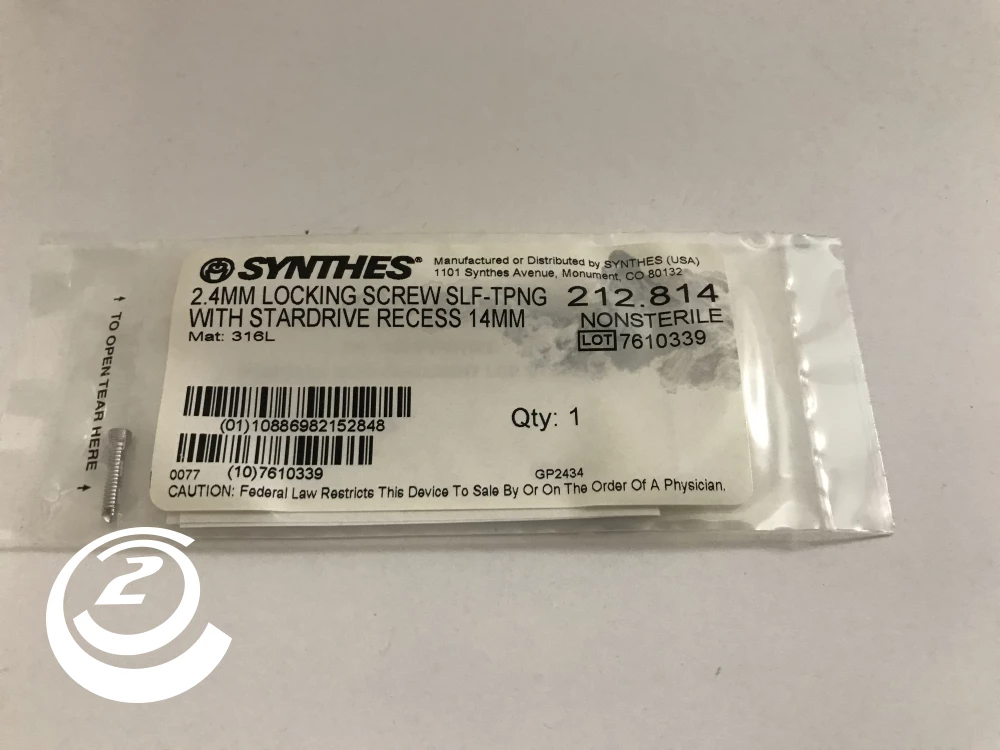 SYNTHES®
Manufactured or Distributed by SYNTHES (USA)
1101 Synthes Avenue, Monument, CO 80132
2.4MM LOCKING SCREW SLF-TPNG
WITH STARDRIVE RECESS 14MM
Mat: 316L
212.814
NONSTERILE
LOT 7610339
(01)10886982152848
Qty: 1
0077 (10)7610339
GP2434
CAUTION: Federal Law Restricts This Device To Sale By Or On The Order Of A Physician.
TO OPEN TEAR HERE
2